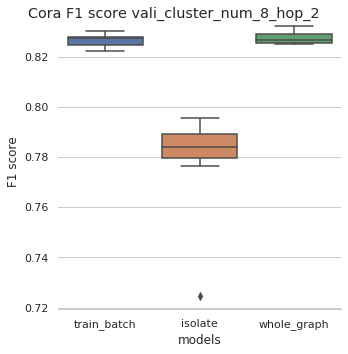 Cora F1 score vali_cluster_num_8_hop_2
F1 score
0.82
0.80
0.78
0.76
0.74
0.72
train_batch isolate whole_graph
models